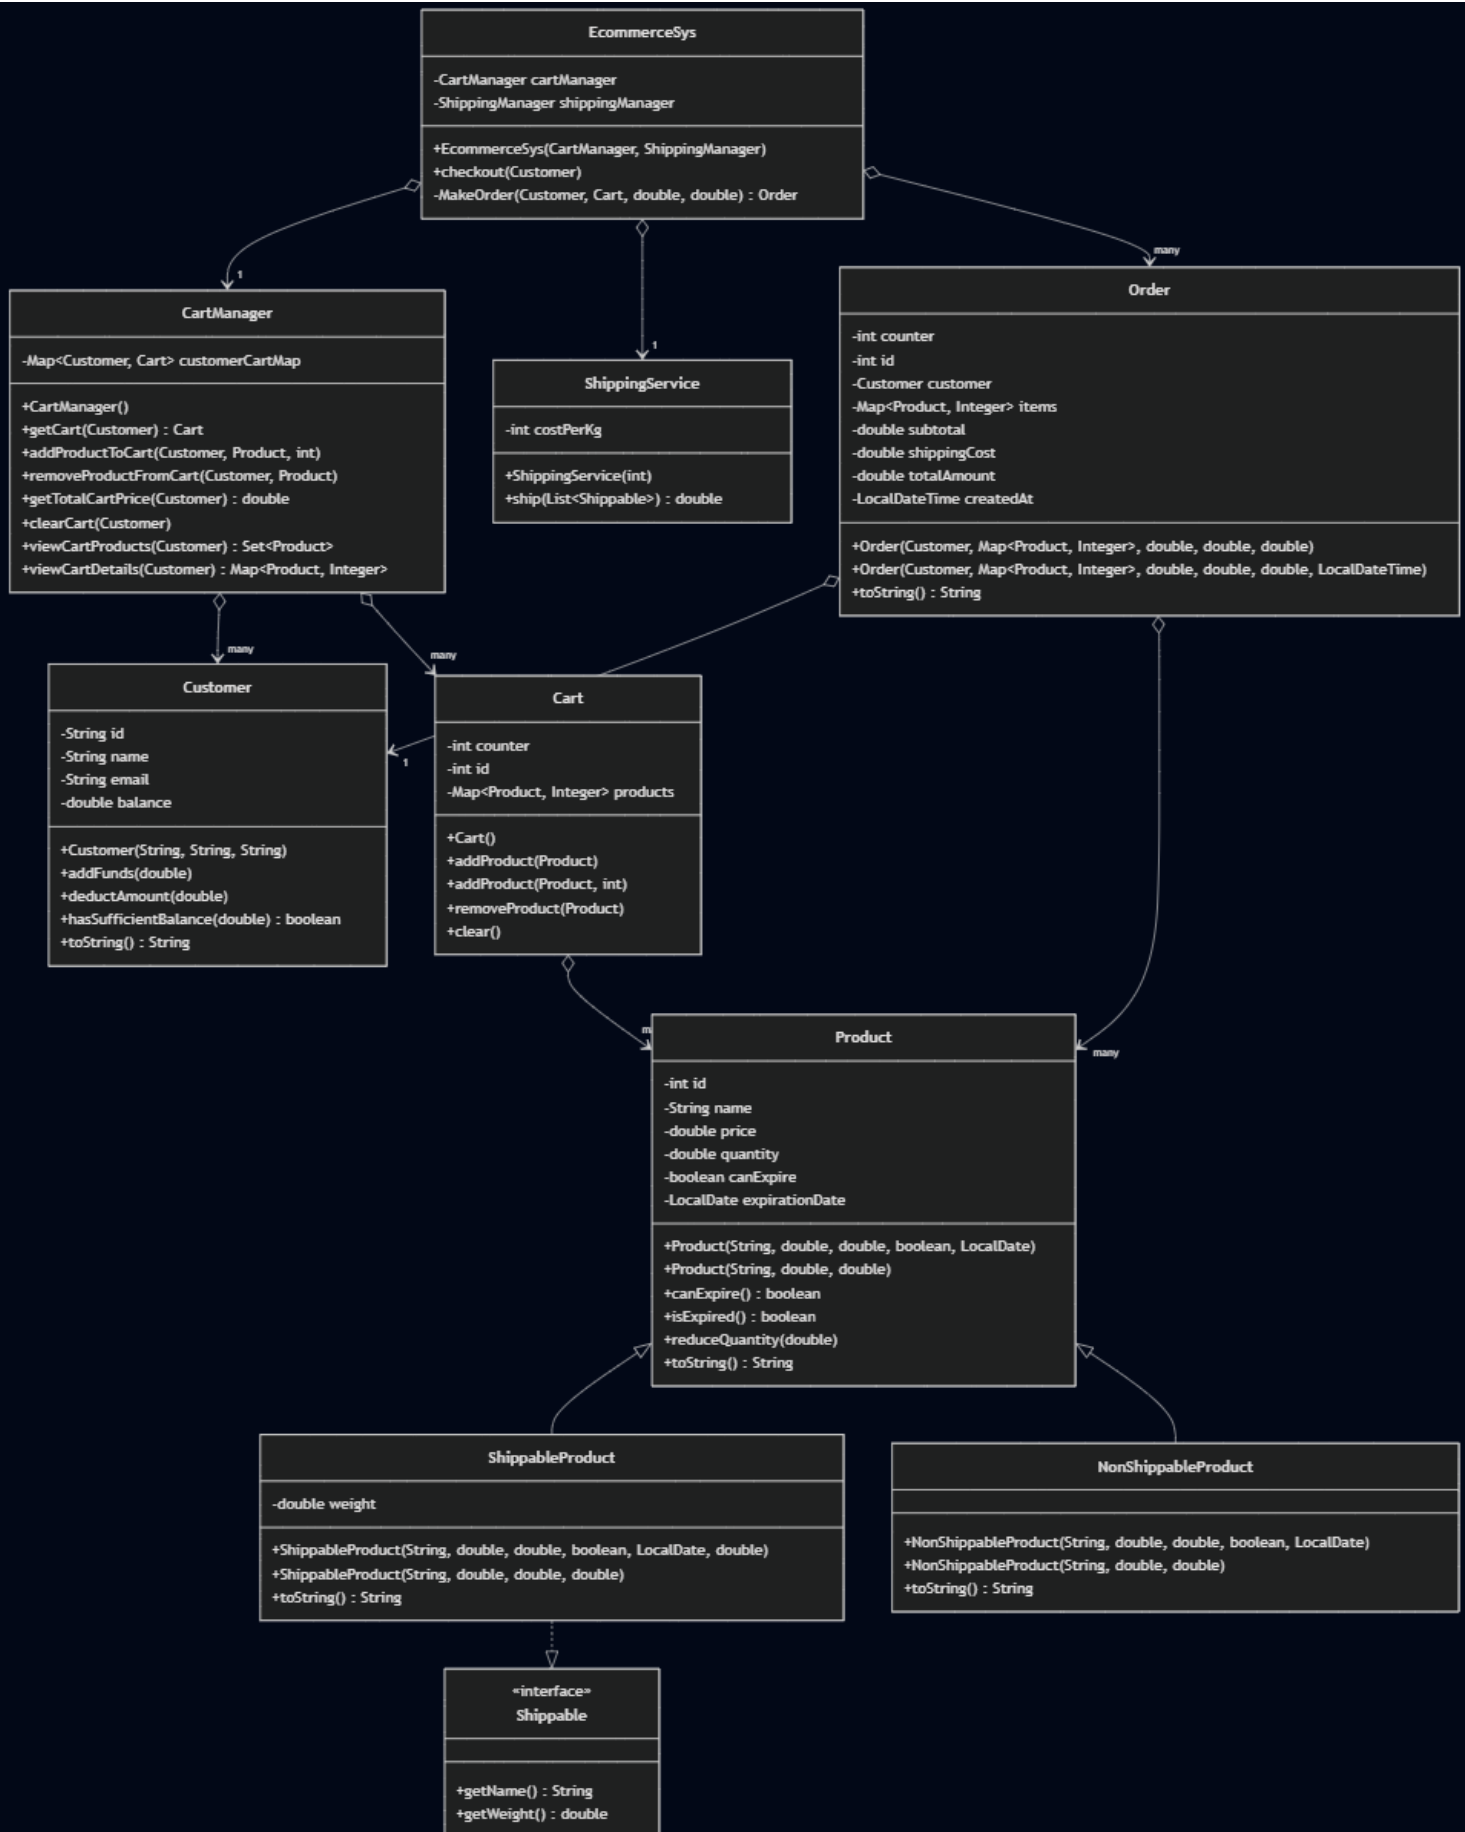 EcommerceSys
-CartManager cartManager
-ShippingManager shippingManager
+EcommerceSys(CartManager, ShippingManager)
+checkout(Customer)
-MakeOrder(Customer, Cart, double, double) : Order
1
1
many
CartManager
-Map<Customer, Cart> customerCartMap
+CartManager()
+getCart(Customer) : Cart
+addProductToCart(Customer, Product, int)
+removeProductFromCart(Customer, Product)
+getTotalCartPrice(Customer) : double
+clearCart(Customer)
+viewCartProducts(Customer) : Set<Product>
+viewCartDetails(Customer) : Map<Product, Integer>
ShippingService
-int costPerKg
+ShippingService(int)
+ship(List<Shippable>) : double
Order
-int counter
-int id
-Customer customer
-Map<Product, Integer> items
-double subtotal
-double shippingCost
-double totalAmount
-LocalDateTime createdAt
+Order(Customer, Map<Product, Integer>, double, double, double)
+Order(Customer, Map<Product, Integer>, double, double, double, LocalDateTime)
+toString() : String
many
many
Customer
-String id
-String name
-String email
-double balance
+Customer(String, String, String)
+addFunds(double)
+deductAmount(double)
+hasSufficientBalance(double) : boolean
+toString() : String
1
Cart
-int counter
-int id
-Map<Product, Integer> products
+Cart()
+addProduct(Product)
+addProduct(Product, int)
+removeProduct(Product)
+clear()
many
Product
-int id
-String name
-double price
-double quantity
-boolean canExpire
-LocalDate expirationDate
+Product(String, double, double, boolean, LocalDate)
+Product(String, double, double)
+canExpire() : boolean
+isExpired() : boolean
+reduceQuantity(double)
+toString() : String
ShippableProduct
-double weight
+ShippableProduct(String, double, double, boolean, LocalDate, double)
+ShippableProduct(String, double, double, double)
+toString() : String
NonShippableProduct
+NonShippableProduct(String, double, double, boolean, LocalDate)
+NonShippableProduct(String, double, double)
+toString() : String
«interface»
Shippable
+getName() : String
+getWeight() : double